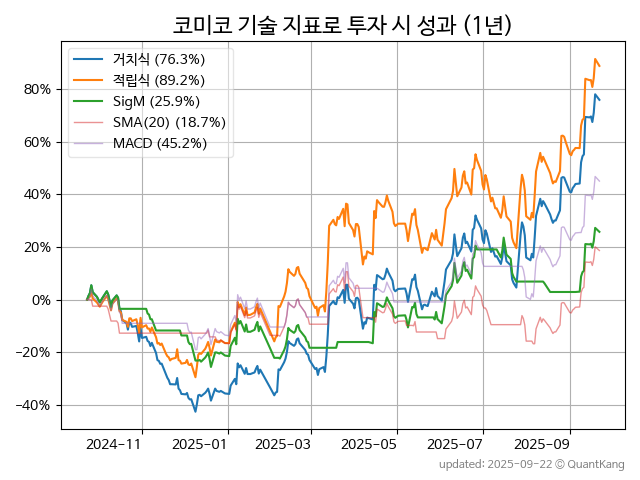 코미코 기술 지표로 투자 시 성과 (1년)
거치식 (76.3%)
적립식 (89.2%)
SigM (25.9%)
SMA(20) (18.7%)
MACD (45.2%)
80%
60%
40%
20%
0%
−20%
−40%
2024-11 2025-01 2025-03 2025-05 2025-07 2025-09
updated: 2025-09-22 © QuantKang